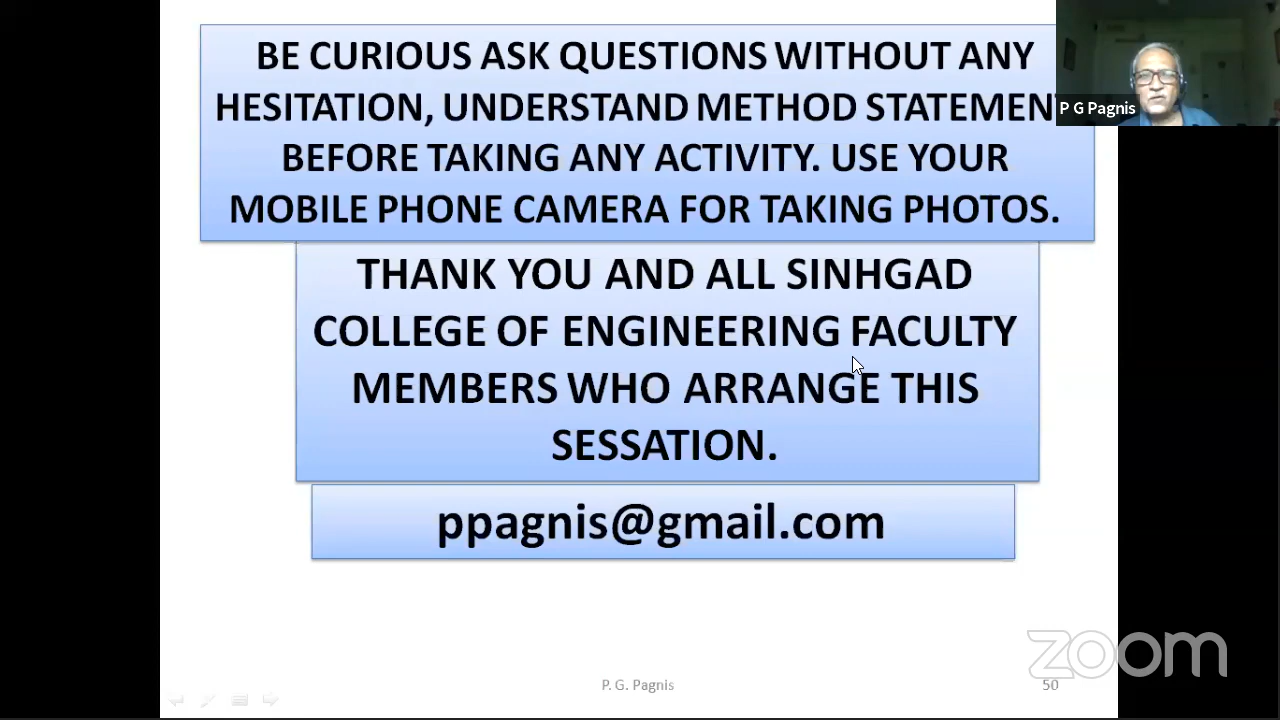 BE CURIOUS ASK QUESTIONS WITHOUT ANY
HESITATION, UNDERSTAND METHOD STATEMENT
BEFORE TAKING ANY ACTIVITY. USE YOUR
MOBILE PHONE CAMERA FOR TAKING PHOTOS.
P G Pagnis
THANK YOU AND ALL SINHGAD
COLLEGE OF ENGINEERING FACULTY
MEMBERS WHO ARRANGE THIS
SESSATION.
ppagnis@gmail.com
zoom
P. G. Pagnis
50